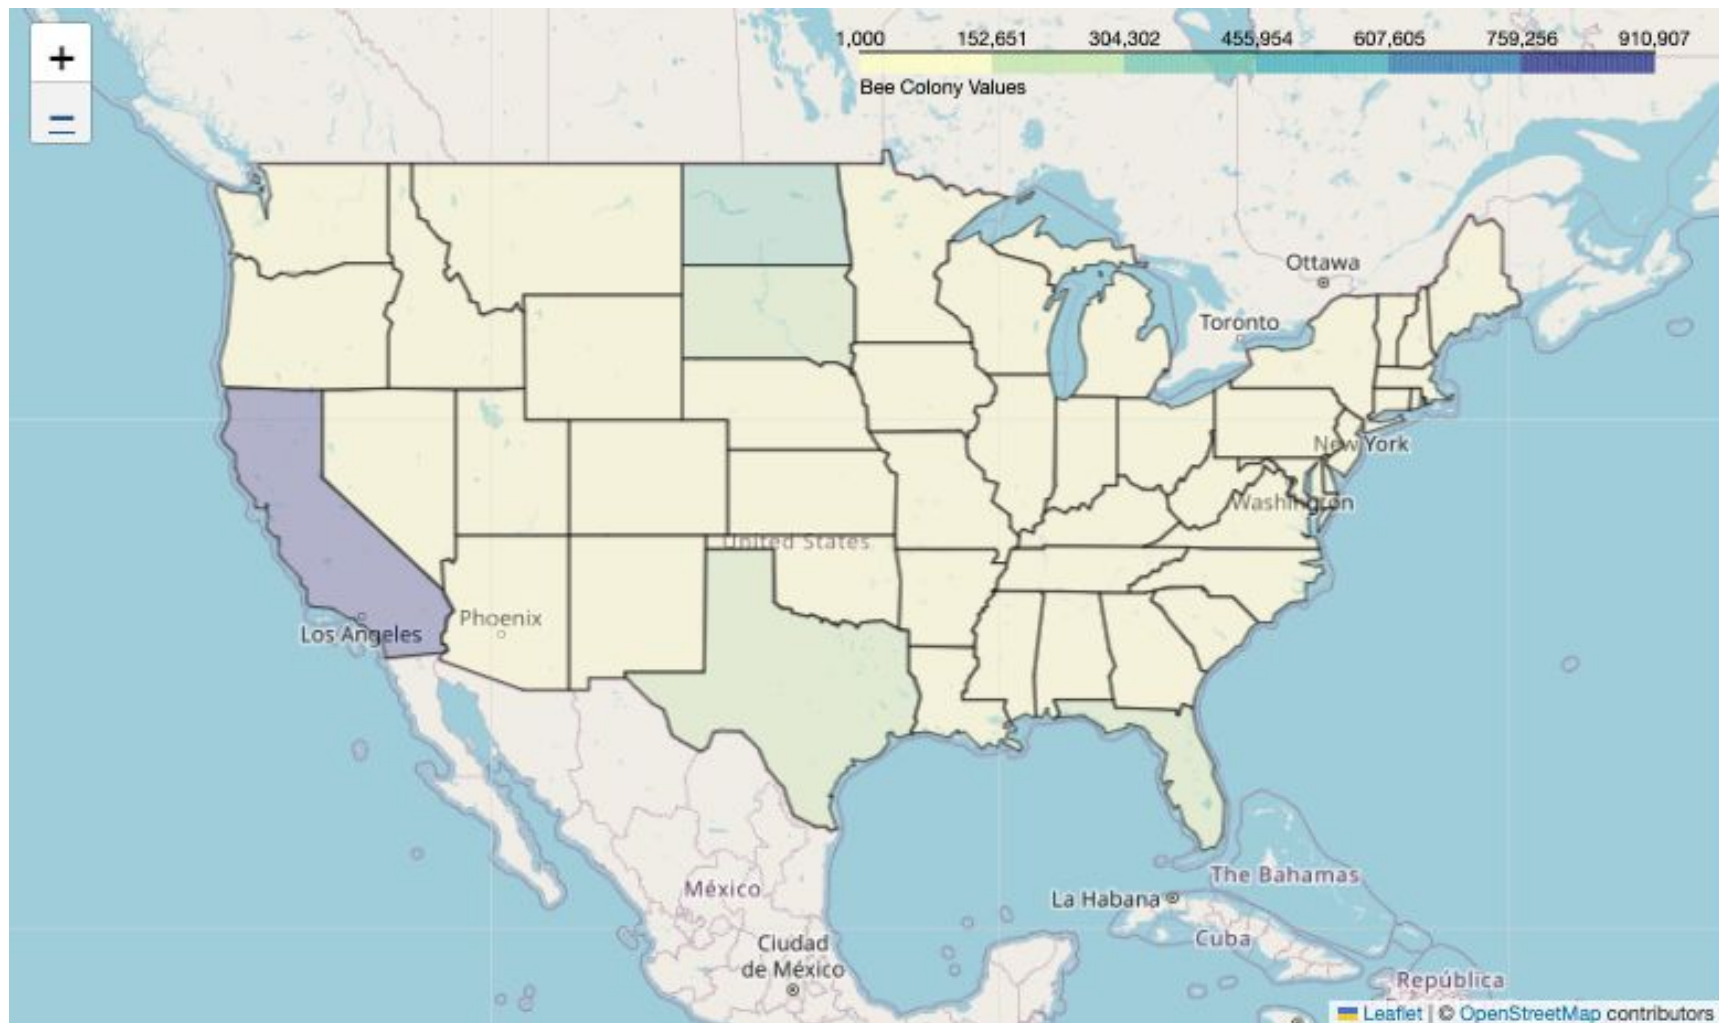 +
−
1,000 152,651 304,302 455,954 607,605 759,256 910,907
Bee Colony Values
Ottawa
Toronto
New York
Washington
United States
Phoenix
Los Angeles
The Bahamas
México
La Habana
Cuba
Ciudad
de México
República
Leaflet | © OpenStreetMap contributors